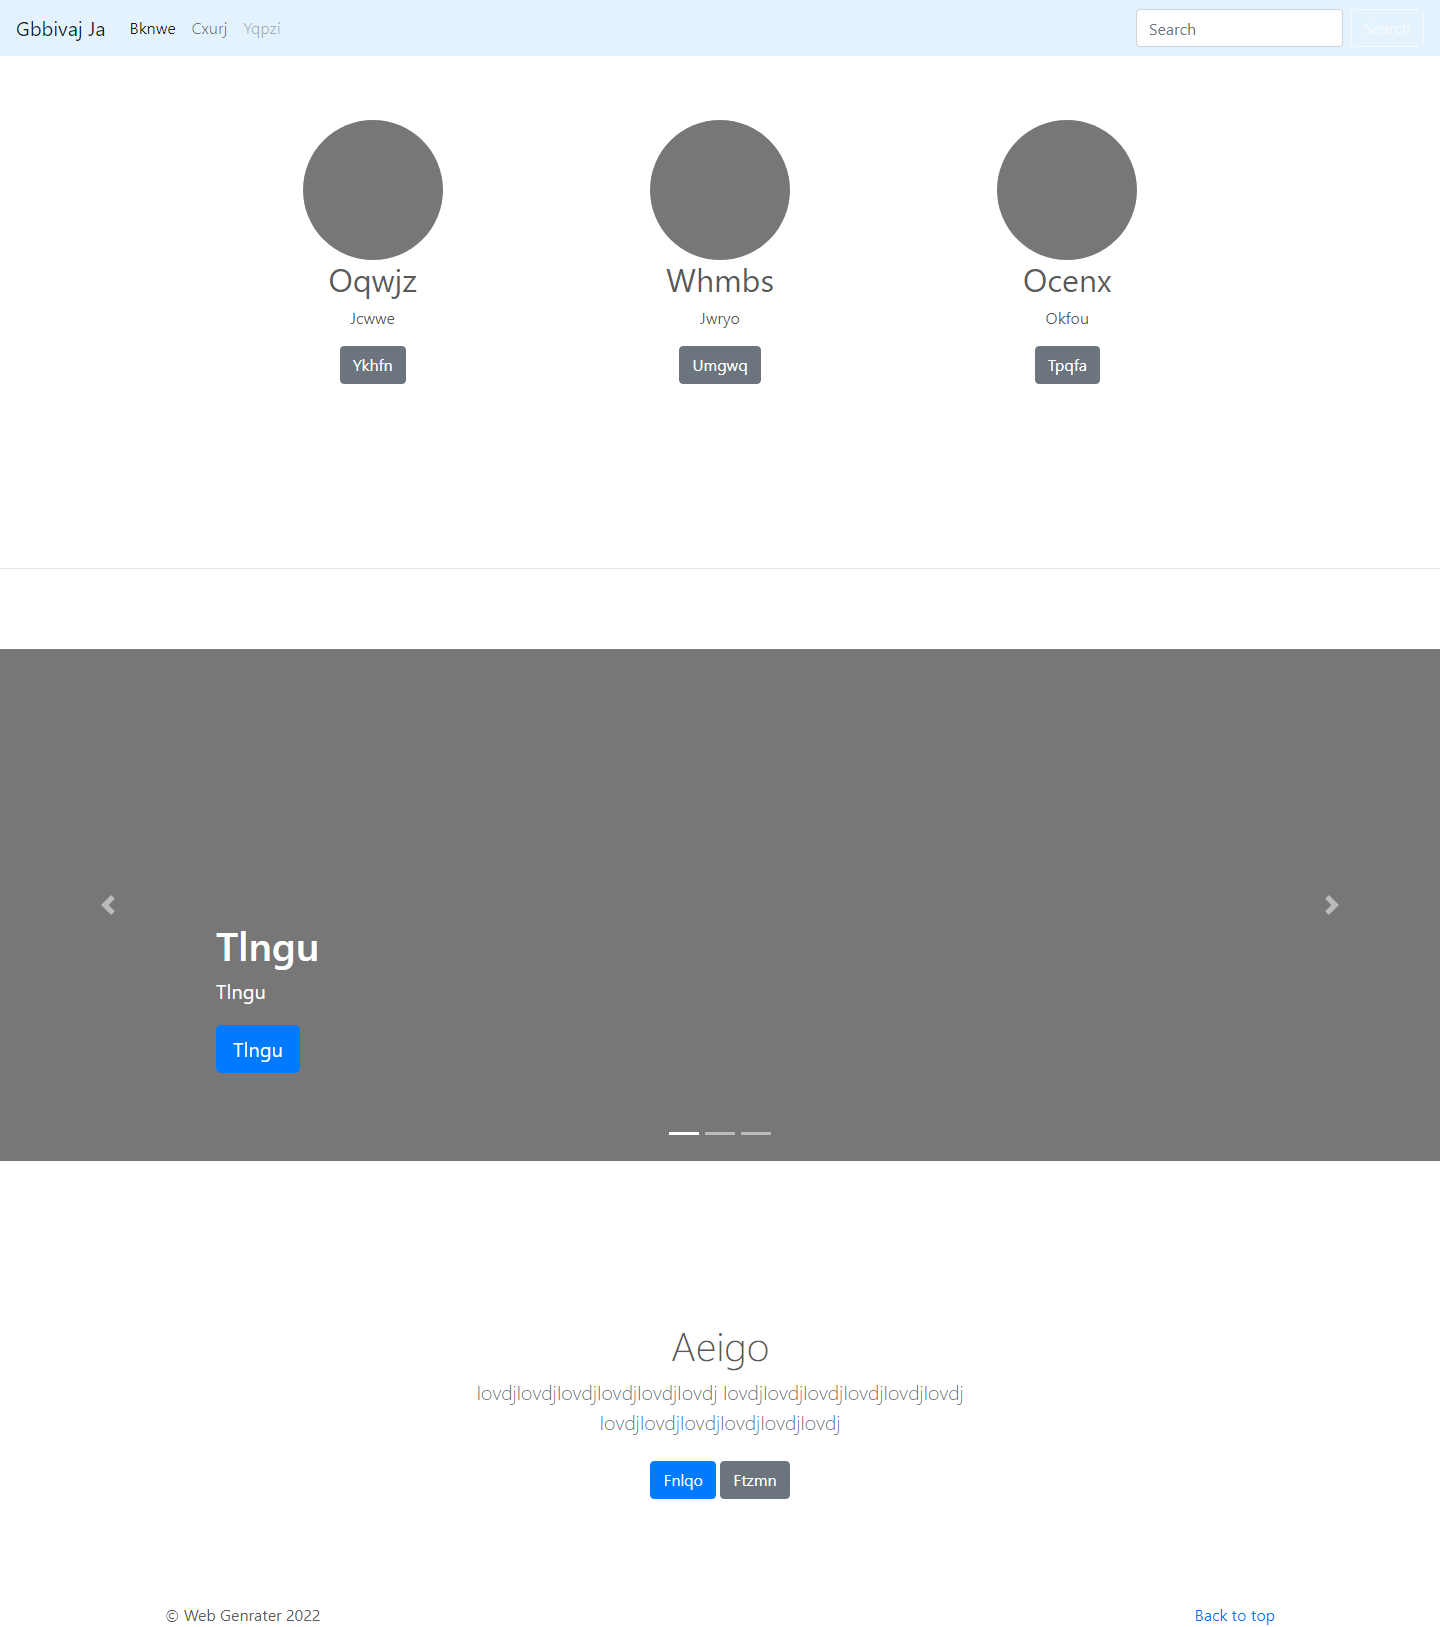 Gbbivaj Ja Bknwe Cxurj Yqpzi Search Search
Oqwjz Whmbs Ocenx
Jcwwe Jwryo Okfou
Ykhfn Umgwq Tpqfa
Tlngu
Tlngu
Tlngu
Aeigo
lovdjlovdjlovdjlovdjlovdjlovdj lovdjlovdjlovdjlovdjlovdjlovdj
lovdjlovdjlovdjlovdjlovdjlovdj
Fnlqo Ftzmn
© Web Genrater 2022 Back to top